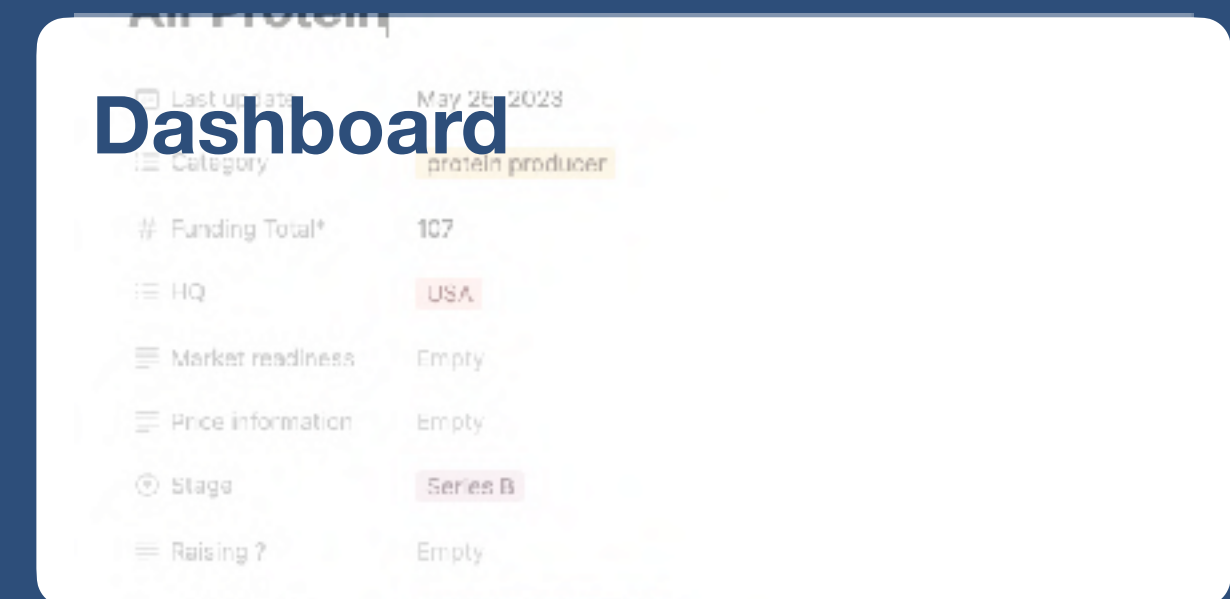 Air Protein
Last update May 26, 2023
Dashboard
Category protein producer
# Funding Total* 107
HQ USA
Market readiness Empty
Price information Empty
Stage Series B
Raising ? Empty